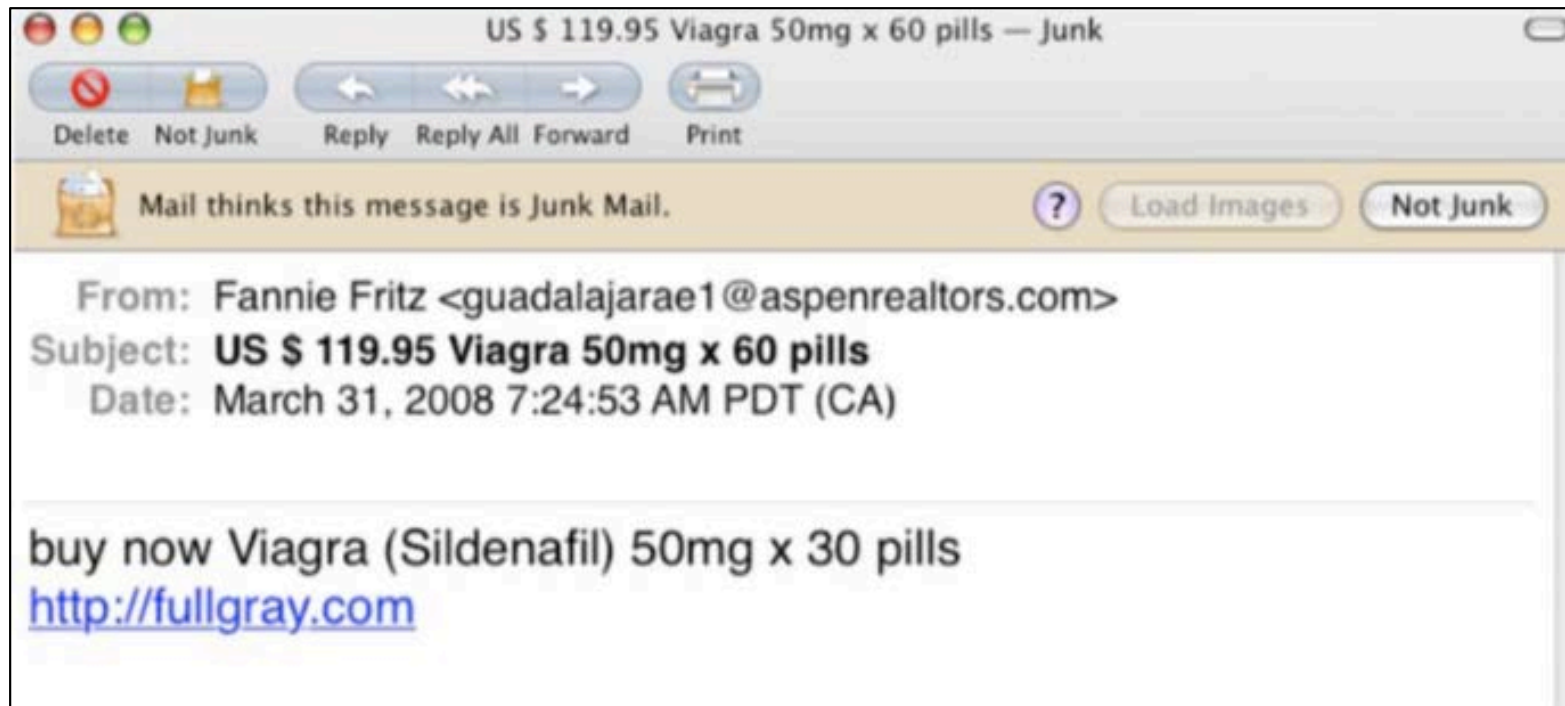 US $ 119.95 Viagra 50mg x 60 pills — Junk
Delete Not Junk Reply Reply All Forward Print
Mail thinks this message is Junk Mail. ? Load Images Not Junk
From: Fannie Fritz <guadalajarae1@aspenrealtors.com>
Subject: US $ 119.95 Viagra 50mg x 60 pills
Date: March 31, 2008 7:24:53 AM PDT (CA)
buy now Viagra (Sildenafil) 50mg x 30 pills
http://fullgray.com